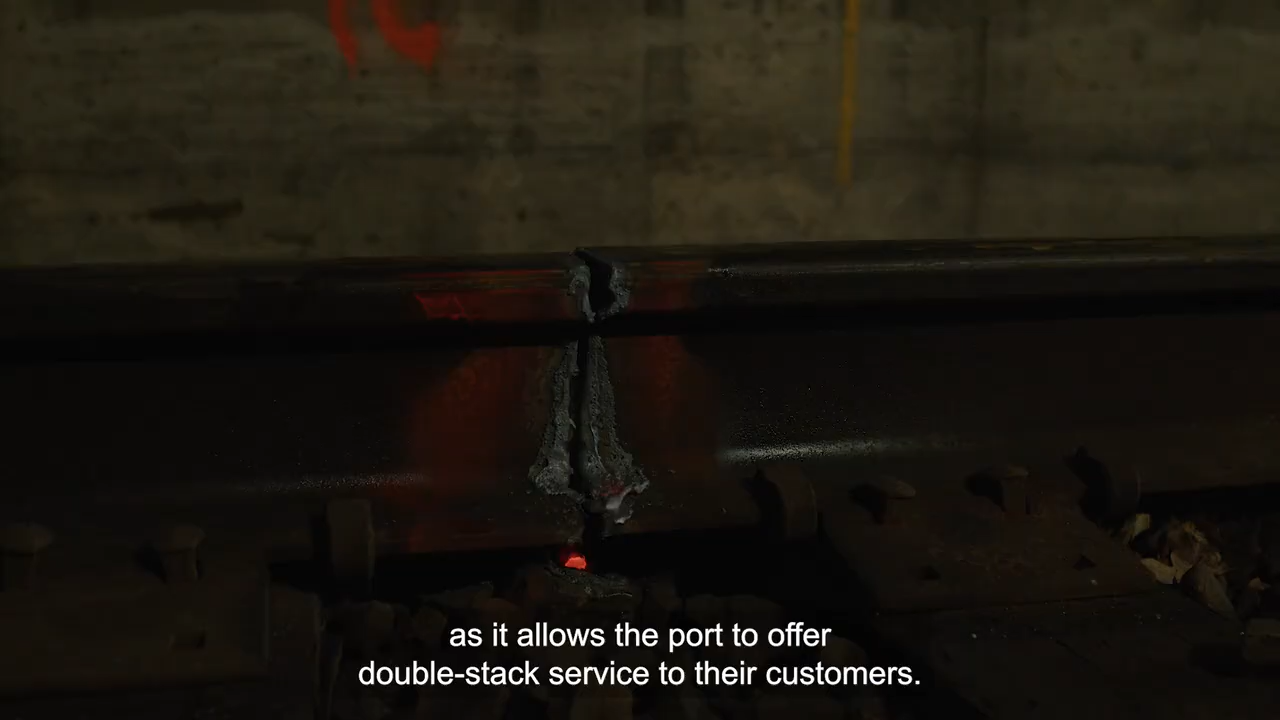 as it allows the port to offer
double-stack service to their customers.